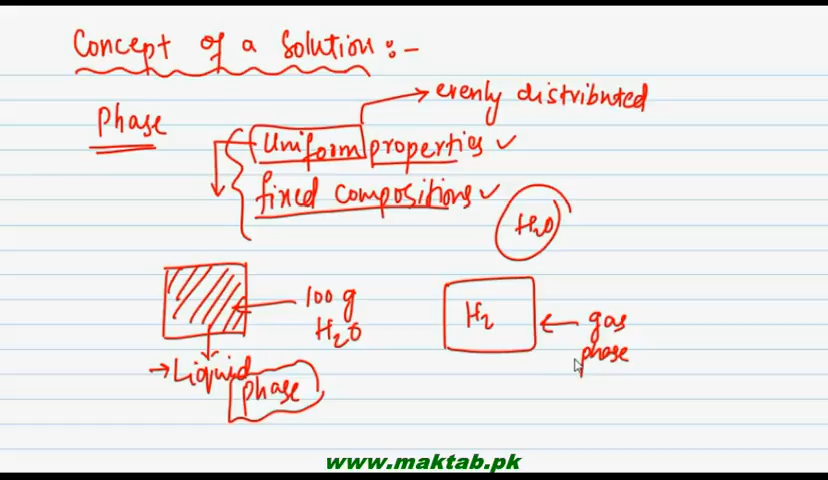 Concept of a Solution :-
evenly distributed
Phase
Uniform properties
fixed compositions
H2O
100 g
H2O
H2
gas
phase
Liquid
phase
www.maktab.pk